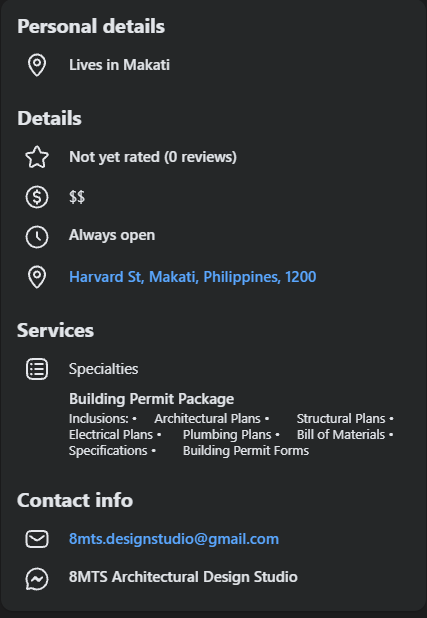 Personal details
Lives in Makati
Details
Not yet rated (0 reviews)
$$
Always open
Harvard St, Makati, Philippines, 1200
Services
Specialties
Building Permit Package
Inclusions: • Architectural Plans • Structural Plans •
Electrical Plans • Plumbing Plans • Bill of Materials •
Specifications • Building Permit Forms
Contact info
8mts.designstudio@gmail.com
8MTS Architectural Design Studio